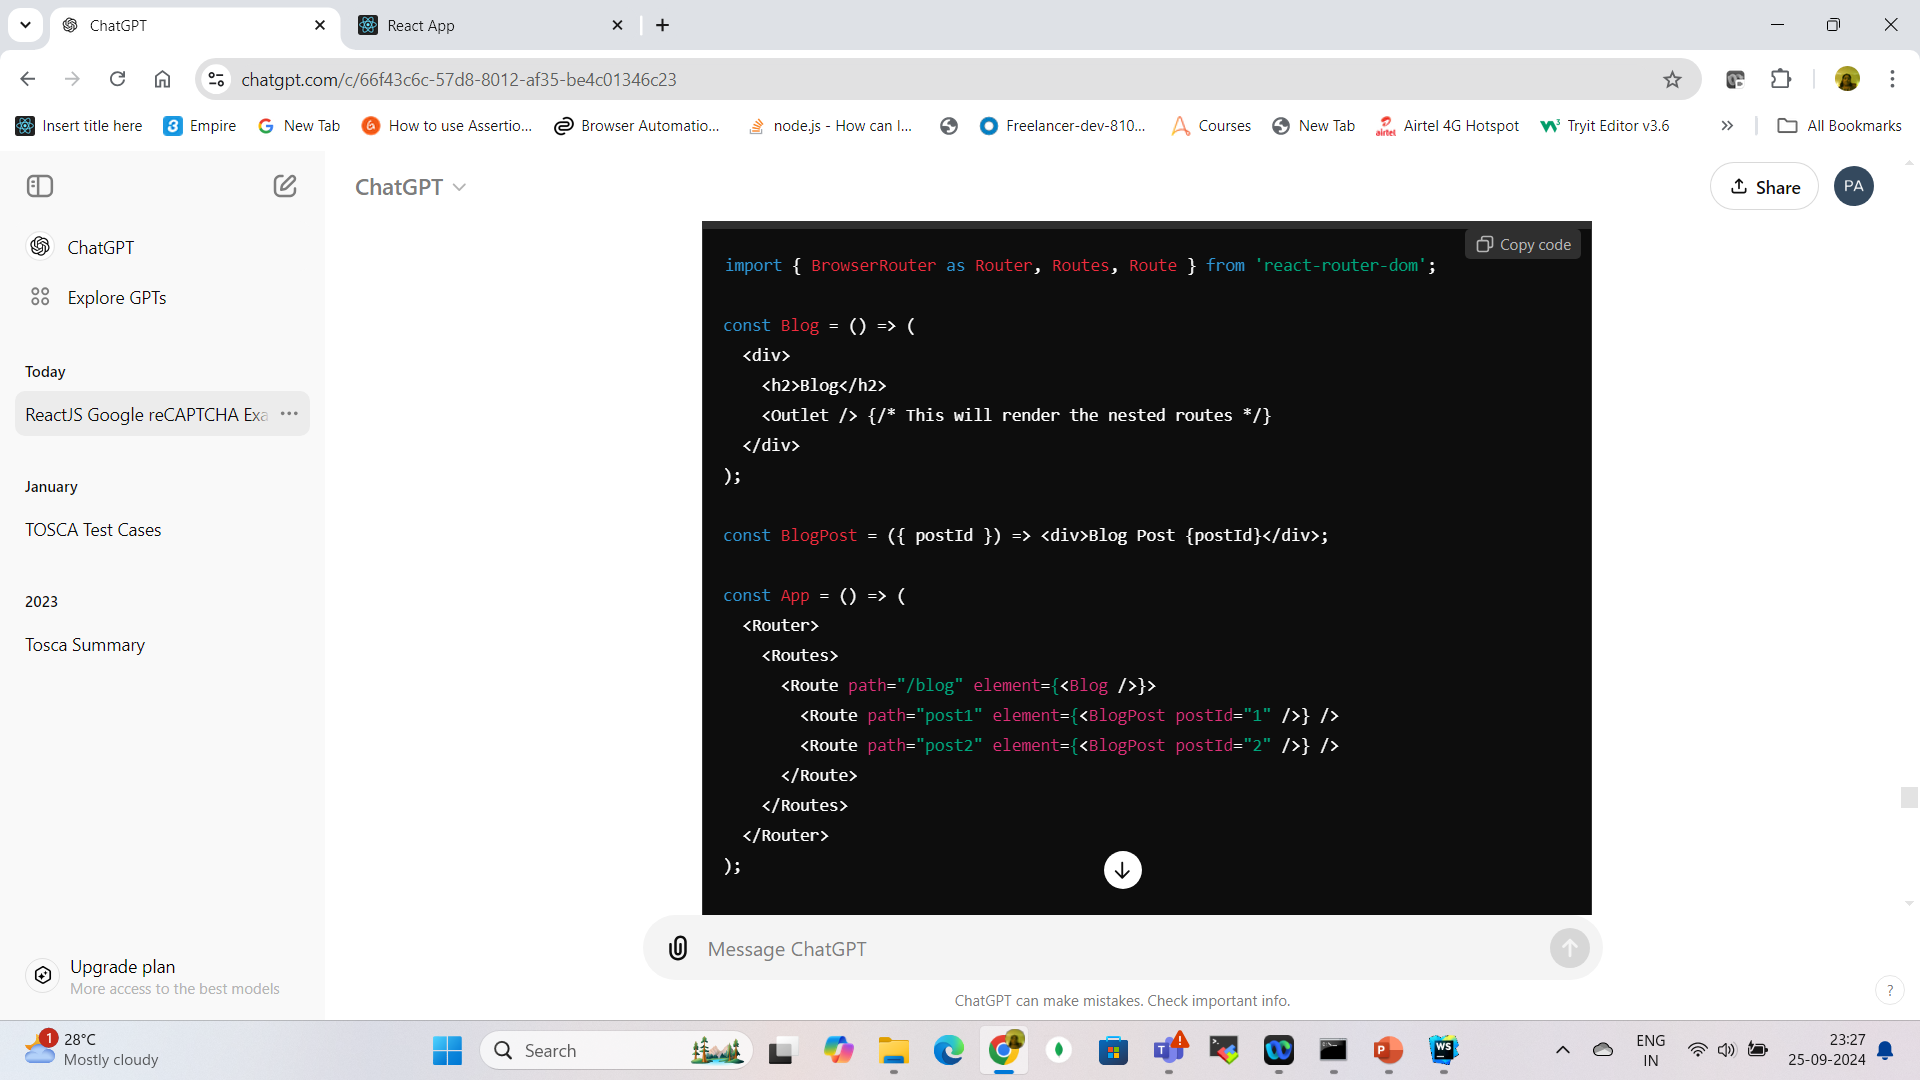 ChatGPT
React App
chatgpt.com/c/66f43c6c-57d8-8012-af35-be4c01346c23
Insert title here
Empire
New Tab
How to use Assertio...
Browser Automatio...
node.js - How can I...
Freelancer-dev-810...
Courses
New Tab
Airtel 4G Hotspot
Tryit Editor v3.6
All Bookmarks
ChatGPT
Share
PA
ChatGPT
Explore GPTs
Today
ReactJS Google reCAPTCHA Exa
January
TOSCA Test Cases
2023
Tosca Summary
Upgrade plan
More access to the best models
Copy code
import { BrowserRouter as Router, Routes, Route } from 'react-router-dom';
const Blog = () => (
<div>
<h2>Blog</h2>
<Outlet /> {/* This will render the nested routes */}
</div>
);
const BlogPost = ({ postId }) => <div>Blog Post {postId}</div>;
const App = () => (
<Router>
<Routes>
<Route path="/blog" element={<Blog />}>
<Route path="post1" element={<BlogPost postId="1" />} />
<Route path="post2" element={<BlogPost postId="2" />} />
</Route>
</Routes>
</Router>
);
Message ChatGPT
ChatGPT can make mistakes. Check important info.
?
1
28°C
Mostly cloudy
Search
ENG
IN
23:27
25-09-2024